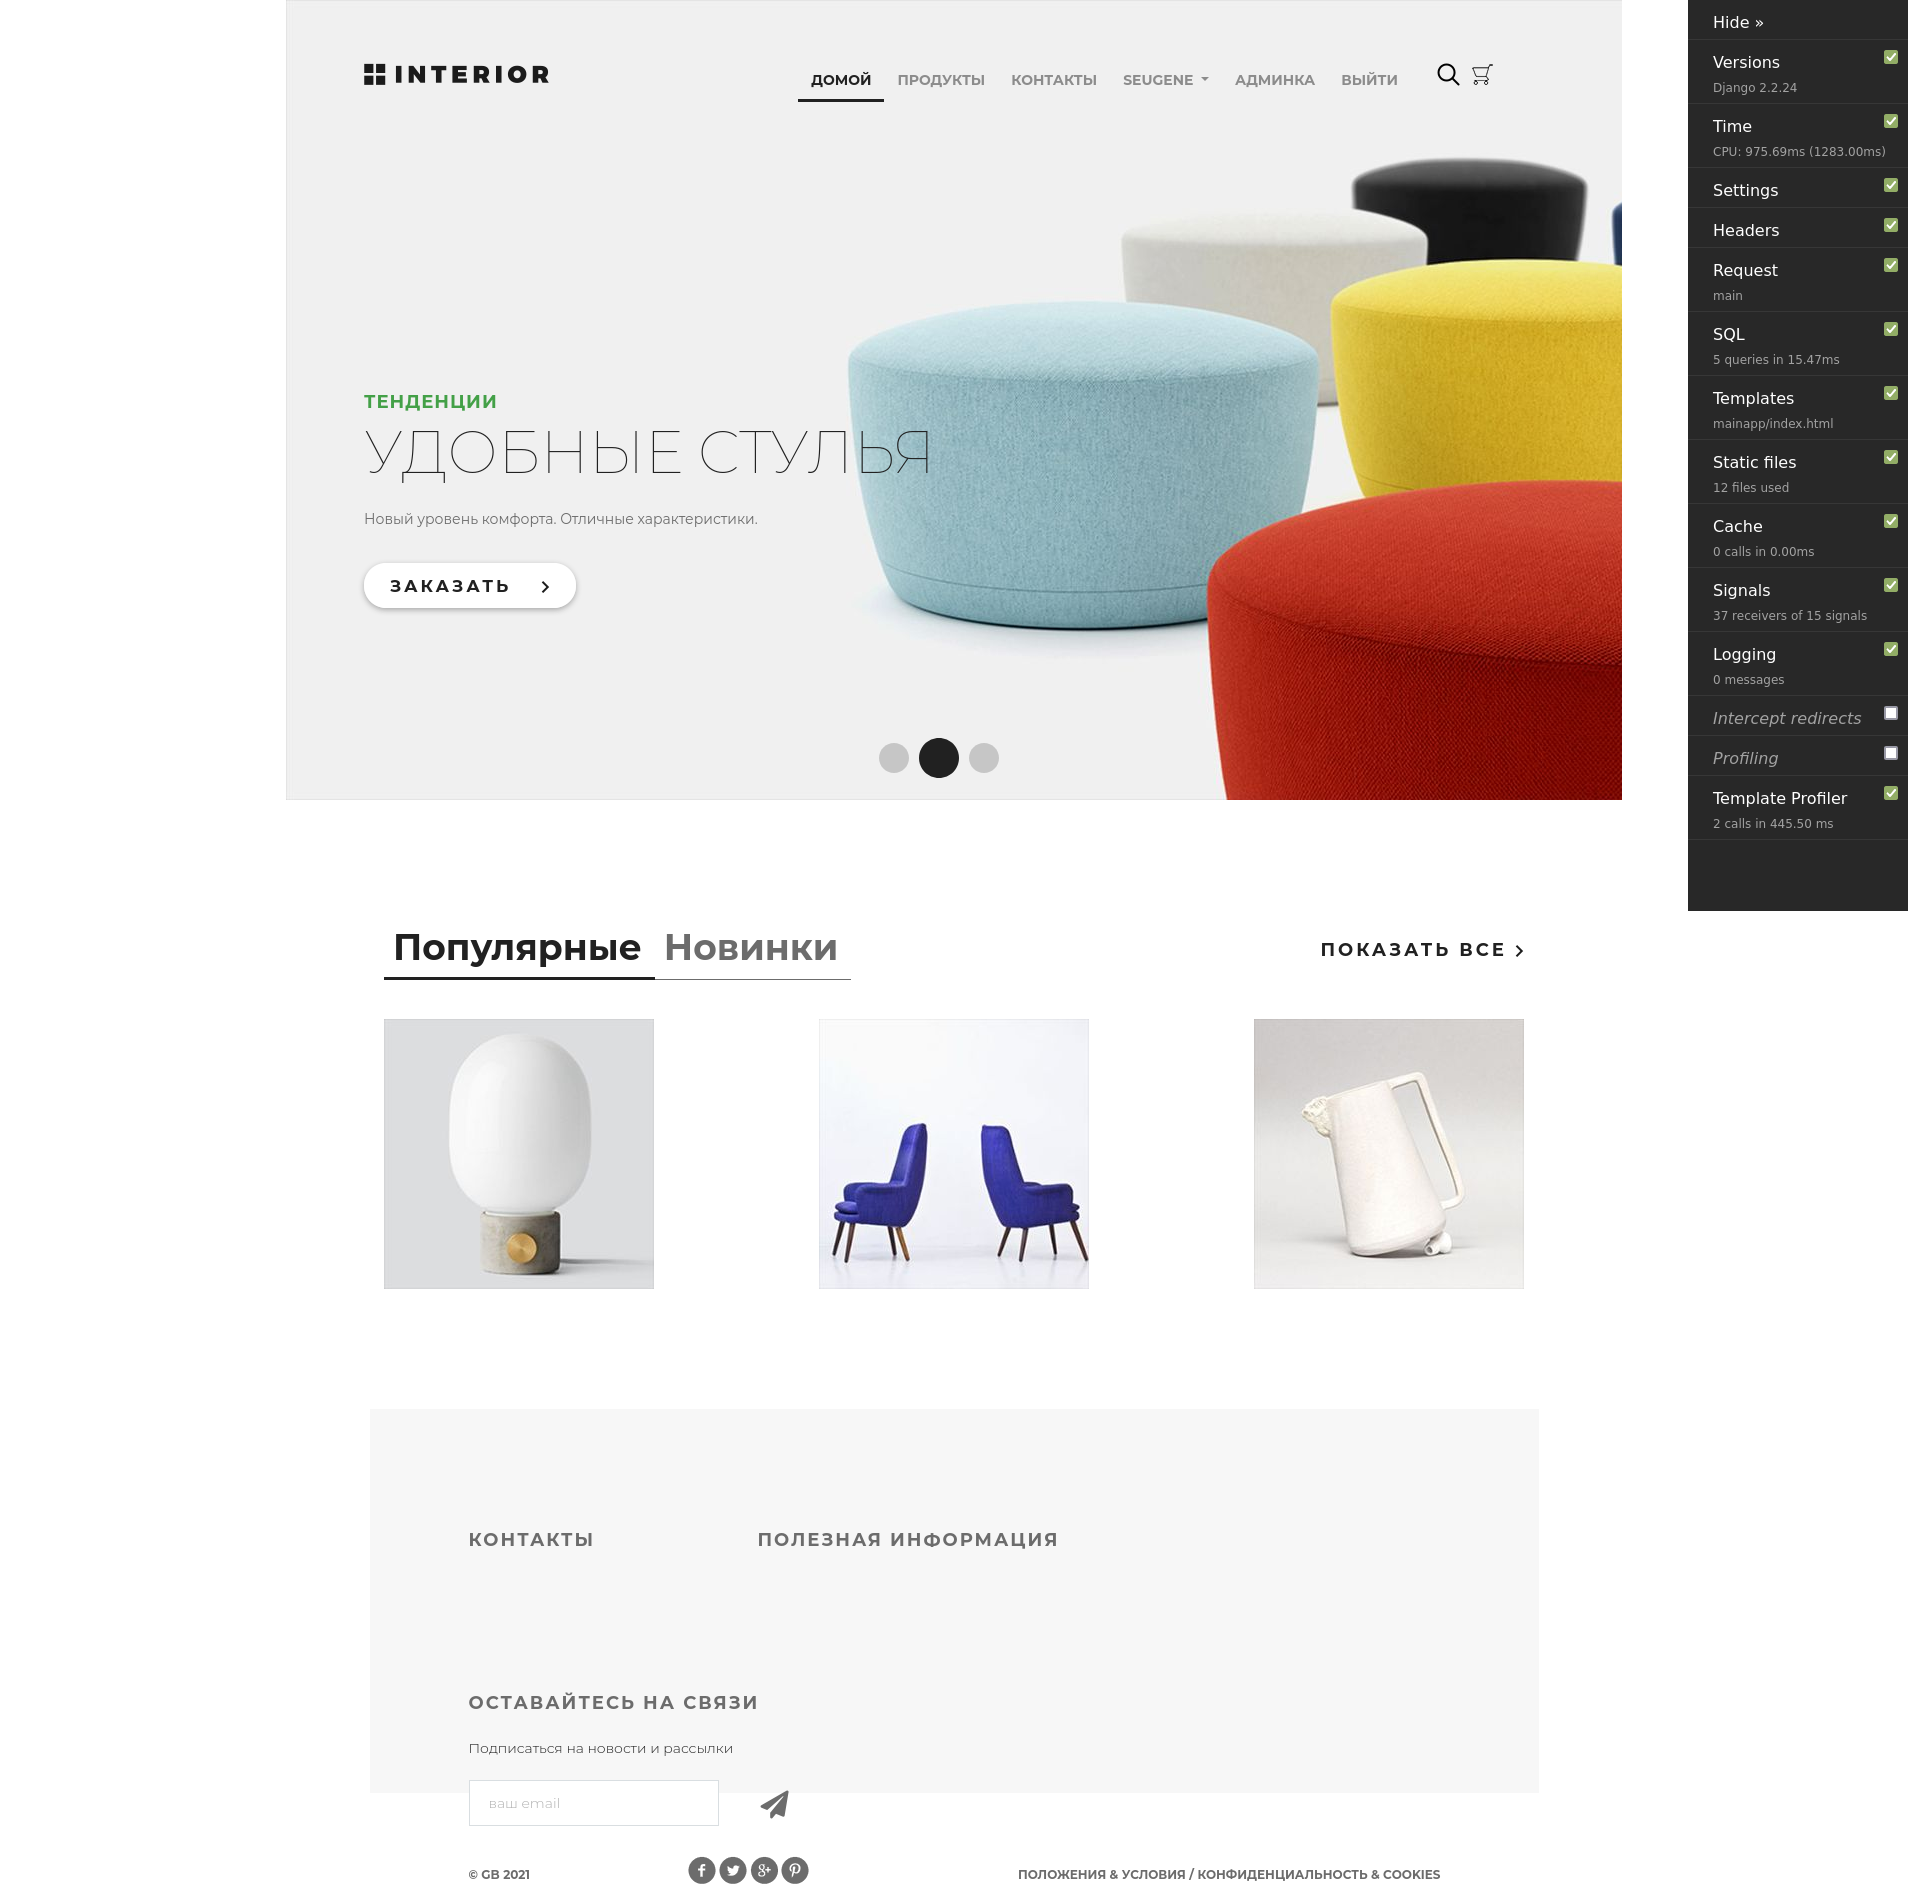 INTERIOR
ДОМОЙ ПРОДУКТЫ КОНТАКТЫ SEUGENE АДМИНКА ВЫЙТИ
ТЕНДЕНЦИИ
УДОБНЫЕ СТУЛЬЯ
Новый уровень комфорта. Отличные характеристики.
ЗАКАЗАТЬ
Популярные Новинки
ПОКАЗАТЬ ВСЕ
КОНТАКТЫ
ПОЛЕЗНАЯ ИНФОРМАЦИЯ
ОСТАВАЙТЕСЬ НА СВЯЗИ
Подписаться на новости и рассылки
ваш email
© GB 2021
ПОЛОЖЕНИЯ & УСЛОВИЯ / КОНФИДЕНЦИАЛЬНОСТЬ & COOKIES
Hide »
Versions
Django 2.2.24
Time
CPU: 975.69ms (1283.00ms)
Settings
Headers
Request
main
SQL
5 queries in 15.47ms
Templates
mainapp/index.html
Static files
12 files used
Cache
0 calls in 0.00ms
Signals
37 receivers of 15 signals
Logging
0 messages
Intercept redirects
Profiling
Template Profiler
2 calls in 445.50 ms